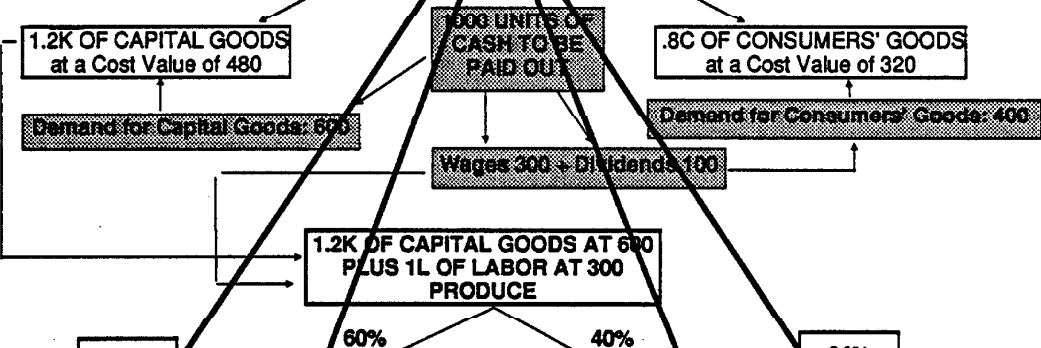 1.2K OF CAPITAL GOODS
at a Cost Value of 480
1000 UNITS OF
CASH TO BE
PAID OUT
.8C OF CONSUMERS' GOODS
at a Cost Value of 320
Demand for Capital Goods: 600
Demand for Consumers' Goods: 400
Wages 300 + Dividends 100
1.2K OF CAPITAL GOODS AT 600
PLUS 1L OF LABOR AT 300
PRODUCE
60%
40%